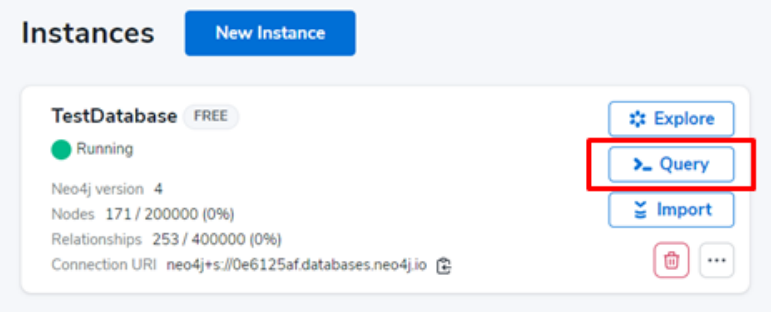 Instances New Instance
TestDatabase FREE
Explore
Running
Query
Neo4j version 4
Nodes 171 / 200000 (0%)
Import
Relationships 253 / 400000 (0%)
Connection URI neo4j+s://0e6125af.databases.neo4j.io